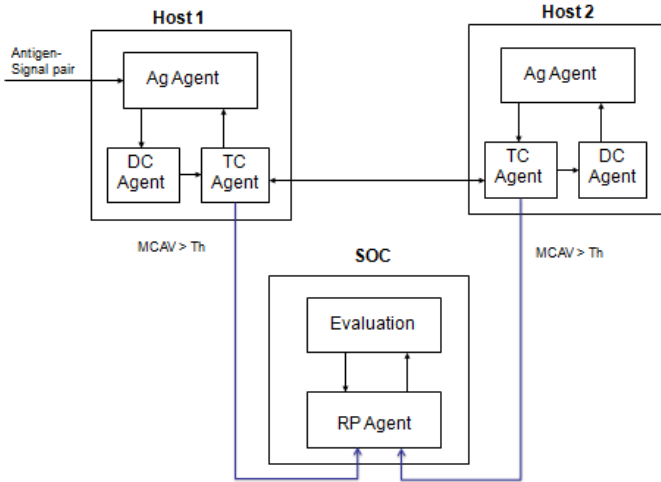 Host 1
Host 2
Antigen-
Signal pair
Ag Agent
Ag Agent
DC
Agent
TC
Agent
TC
Agent
DC
Agent
MCAV > Th
MCAV > Th
SOC
Evaluation
RP Agent